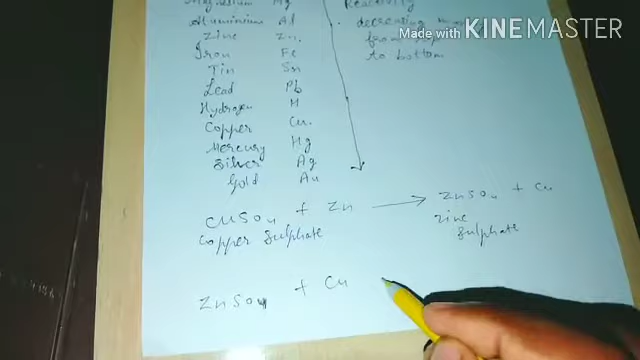 Magnesium Mg
Aluminium Al
Zinc Zn.
Iron Fe
Tin Sn
Lead Pb
Hydrogen H
Copper Cu.
Mercury Hg
Silver Ag
Gold Au
Reactivity
decreasing
from
to bottom
Made with KINEMASTER
CuSO4 + Zn → ZnSO4 + Cu
Copper Sulphate
Zinc
Sulphate
ZnSO4 + Cu